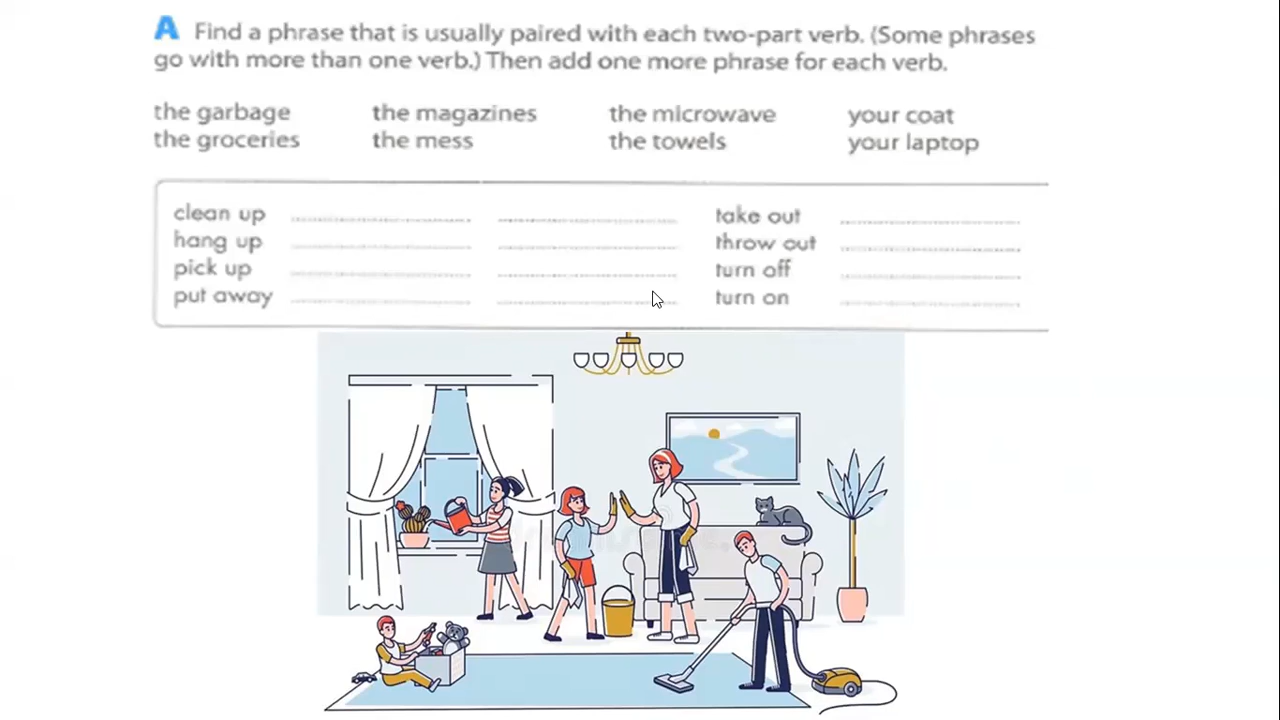 A Find a phrase that is usually paired with each two-part verb. (Some phrases
go with more than one verb.) Then add one more phrase for each verb.
the garbage the magazines the microwave your coat
the groceries the mess the towels your laptop
clean up take out
hang up throw out
pick up turn off
put away turn on